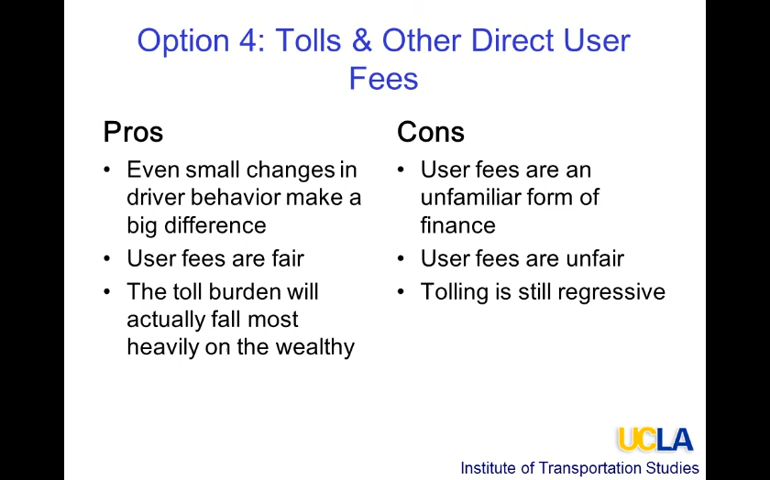 Option 4: Tolls & Other Direct User
Fees
Pros
• Even small changes in
driver behavior make a
big difference
• User fees are fair
• The toll burden will
actually fall most
heavily on the wealthy
Cons
• User fees are an
unfamiliar form of
finance
• User fees are unfair
• Tolling is still regressive
UCLA
Institute of Transportation Studies